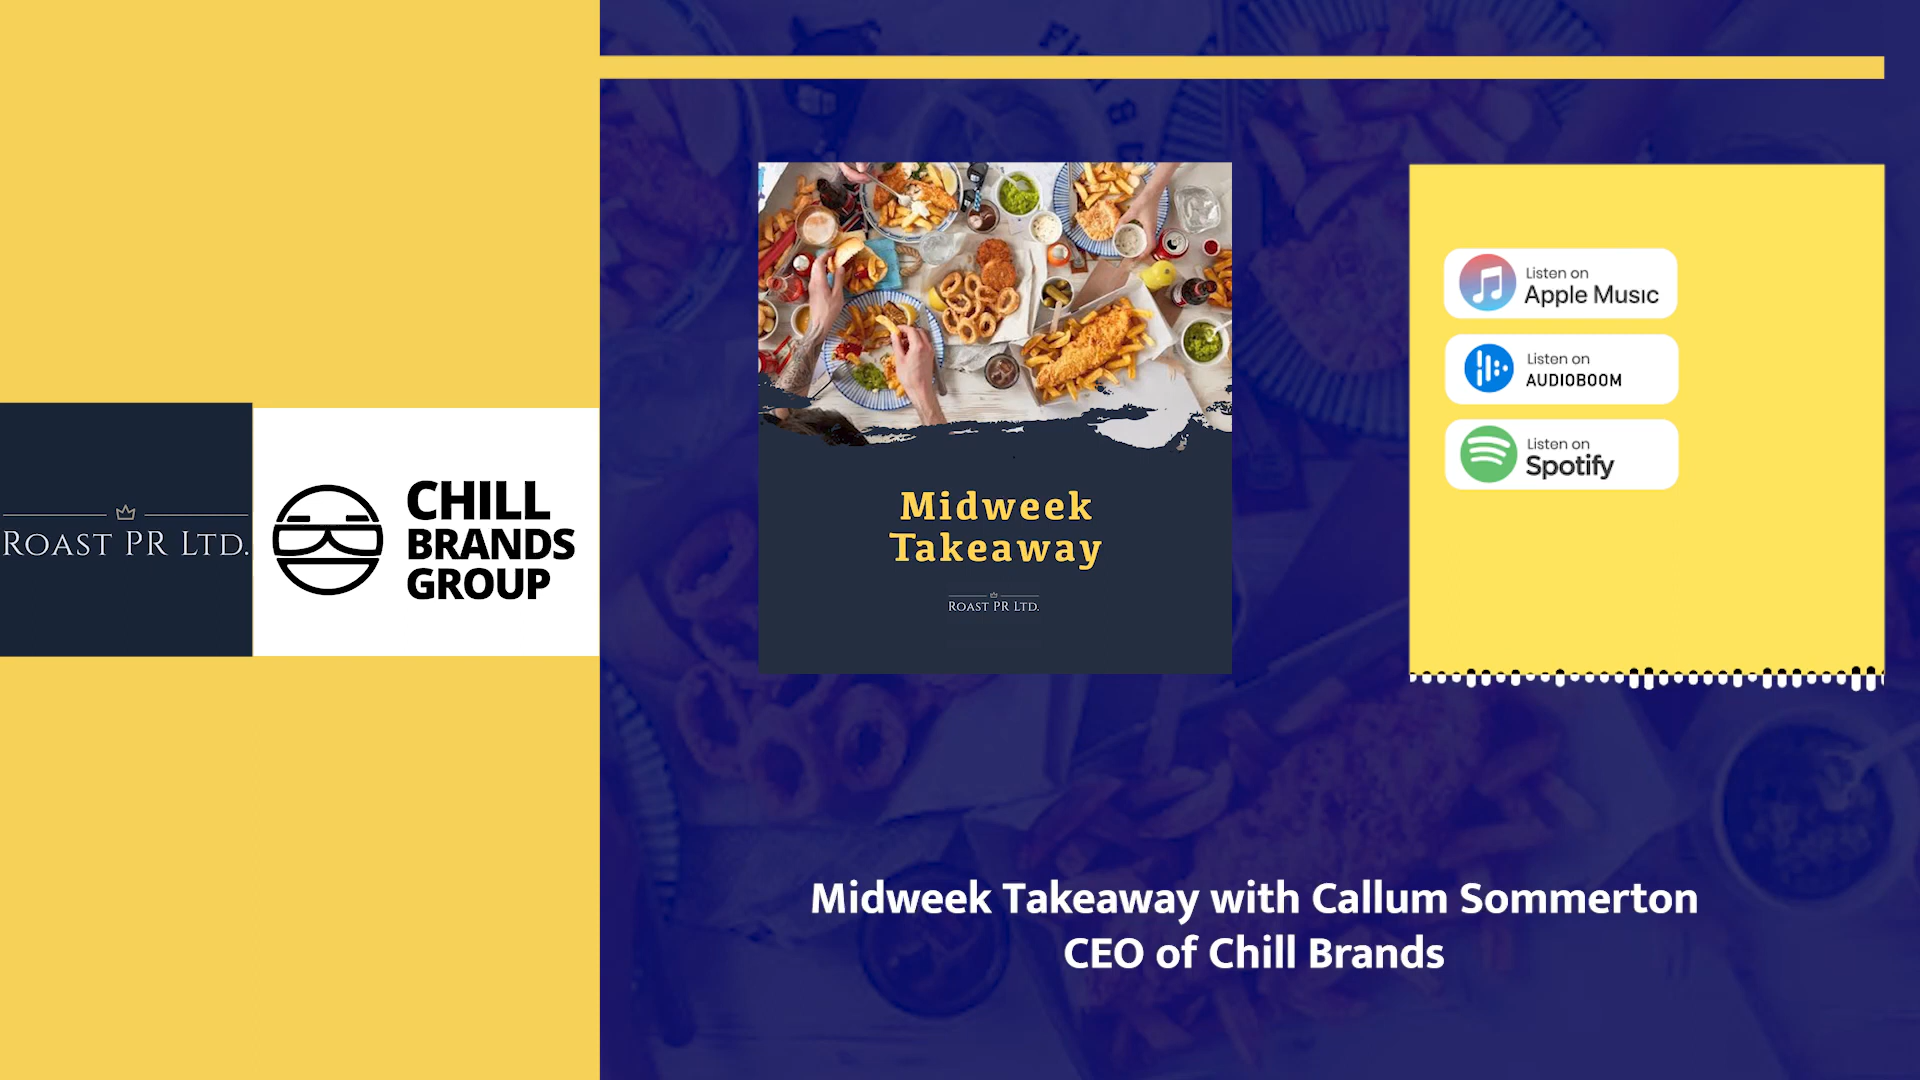 ROAST PR LTD.
CHILL
BRANDS
GROUP
Midweek
Takeaway
ROAST PR LTD.
Listen on
Apple Music
Listen on
AUDIOBOOM
Listen on
Spotify
Midweek Takeaway with Callum Sommerton
CEO of Chill Brands